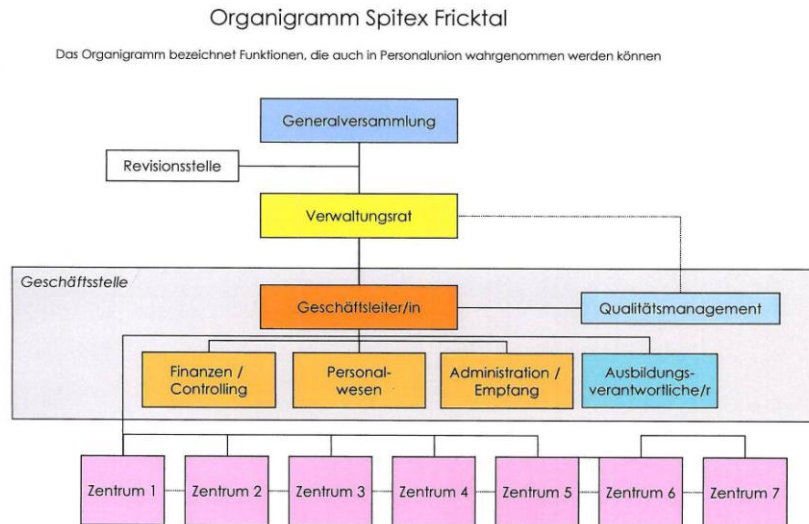 Organigramm Spitex Fricktal
Das Organigramm bezeichnet Funktionen, die auch in Personalunion wahrgenommen werden können
Generalversammlung
Revisionsstelle
Verwaltungsrat
Geschäftsstelle
Geschäftsleiter/in
Qualitätsmanagement
Finanzen /
Controlling
Personal-
wesen
Administration /
Empfang
Ausbildungs-
verantwortliche/r
Zentrum 1
Zentrum 2
Zentrum 3
Zentrum 4
Zentrum 5
Zentrum 6
Zentrum 7